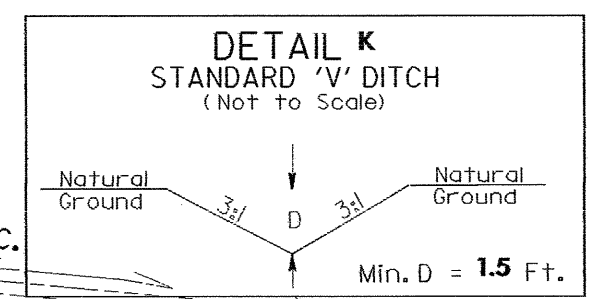 DETAIL K
STANDARD 'V' DITCH
(Not to Scale)
Natural
Ground
3:1
D
3:1
Natural
Ground
C.
Min. D = 1.5 Ft.